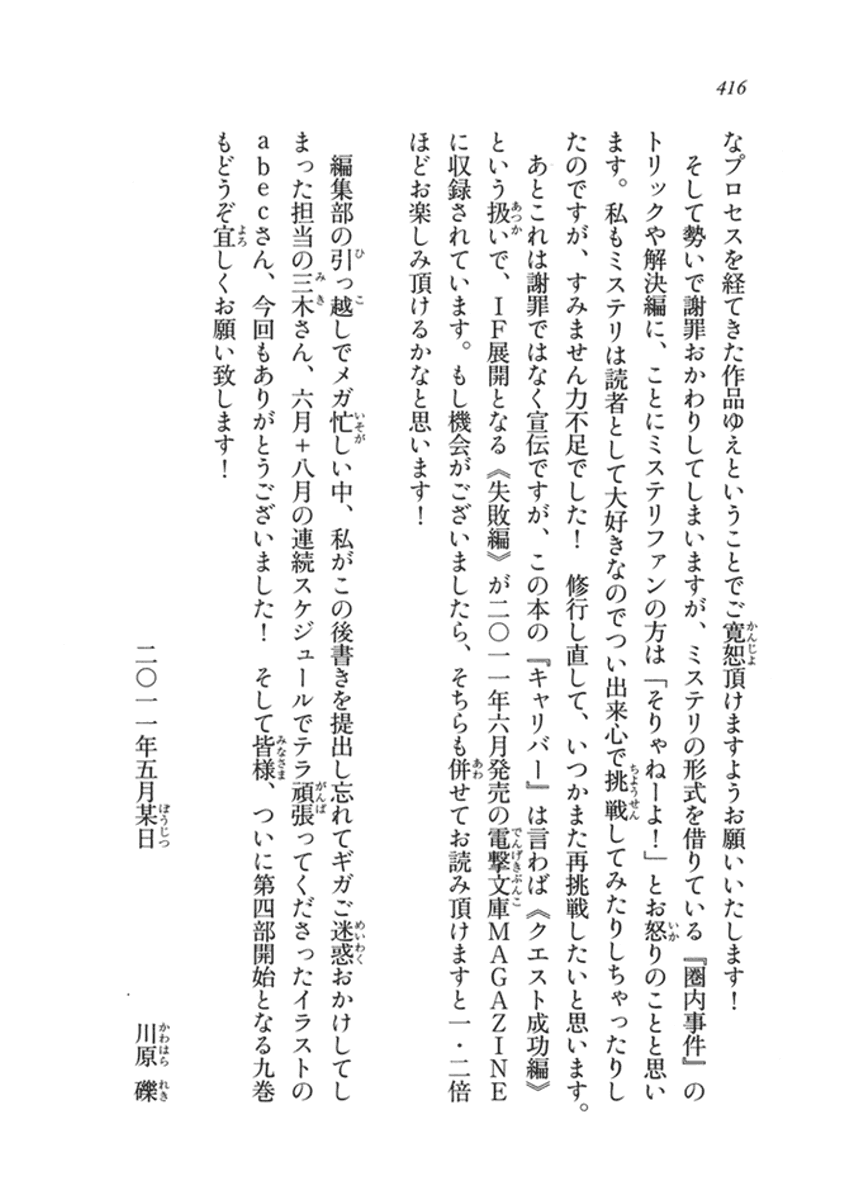 416
なプロセスを経てきた作品ゆえということでご寛恕頂けますようお願いいたします！
　そして勢いで謝罪おかわりしてしまいますが、ミステリの形式を借りている『圏内事件』の
トリックや解決編に、ことにミステリファンの方は「そりゃねーよ！」とお怒りのことと思い
ます。私もミステリは読者として大好きなのでつい出来心で挑戦してみたりしちゃったりし
たのですが、すみません力不足でした！　修行し直して、いつかまた再挑戦したいと思います。
　あとこれは謝罪ではなく宣伝ですが、この本の『キャリバー』は言わば《クエスト成功編》
という扱いで、ＩＦ展開となる《失敗編》が二〇一一年六月発売の電撃文庫ＭＡＧＡＺＩＮＥ
に収録されています。もし機会がございましたら、そちらも併せてお読み頂けますと一・二倍
ほどお楽しみ頂けるかなと思います！
　編集部の引っ越しでメガ忙しい中、私がこの後書きを提出し忘れてギガご迷惑おかけしてし
まった担当の三木さん、六月＋八月の連続スケジュールでテラ頑張ってくださったイラストの
ａｂｅｃさん、今回もありがとうございました！　そして皆様、ついに第四部開始となる九巻
もどうぞ宜しくお願い致します！
二〇一一年五月某日　川原　礫